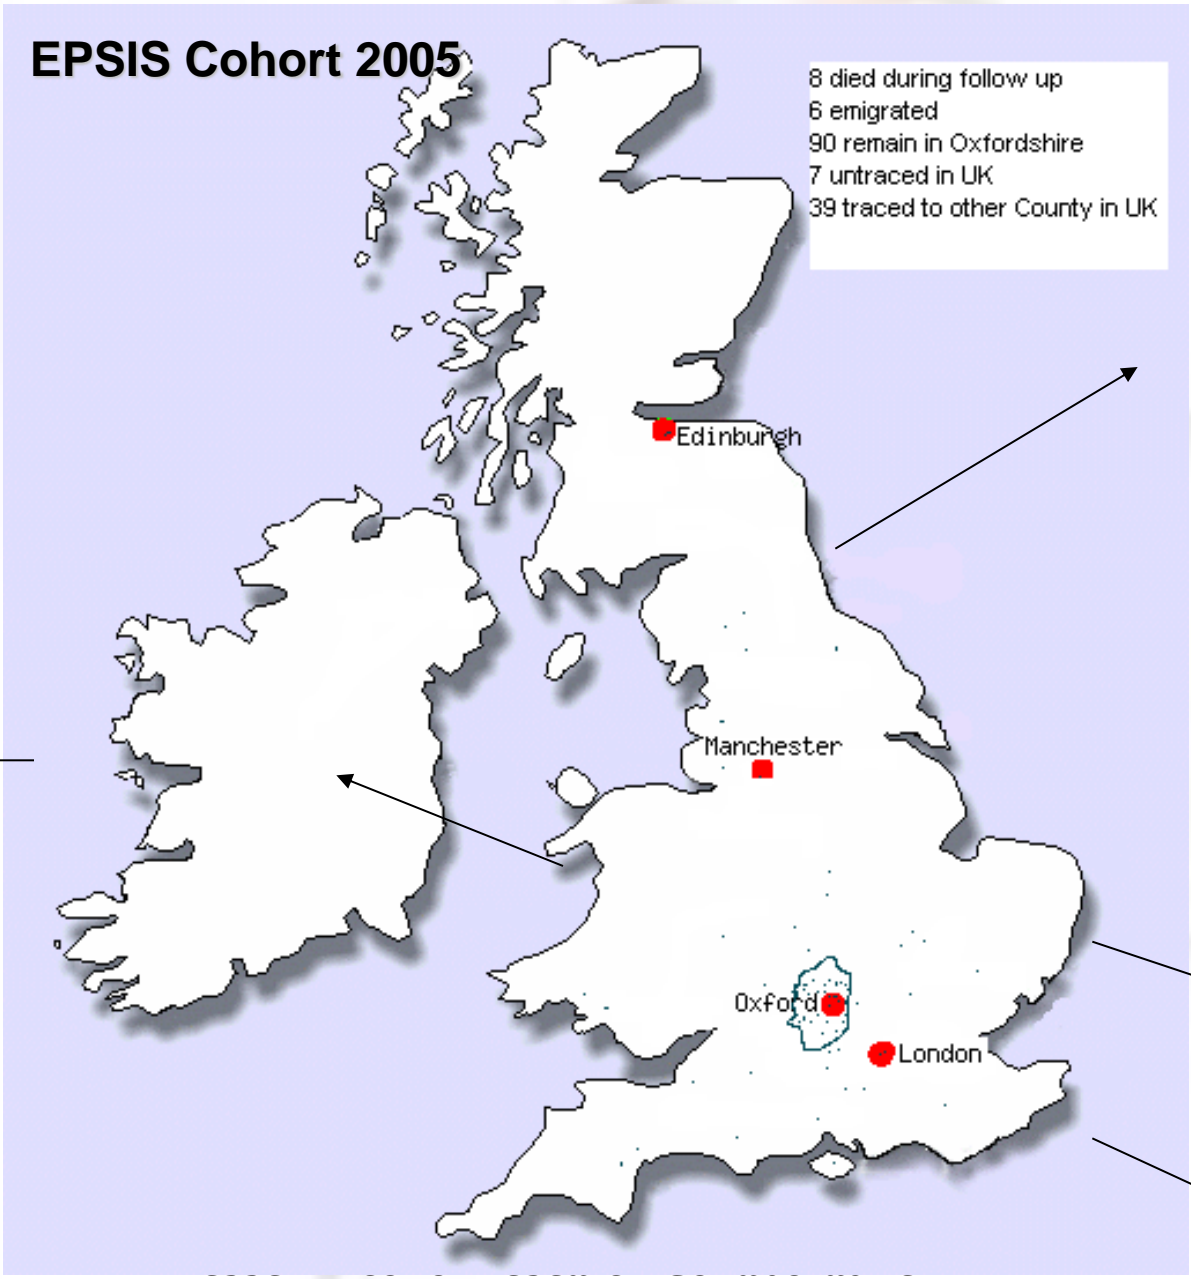 EPSIS Cohort 2005
8 died during follow up
6 emigrated
90 remain in Oxfordshire
7 untraced in UK
39 traced to other County in UK
Edinburgh
Manchester
Oxford
London